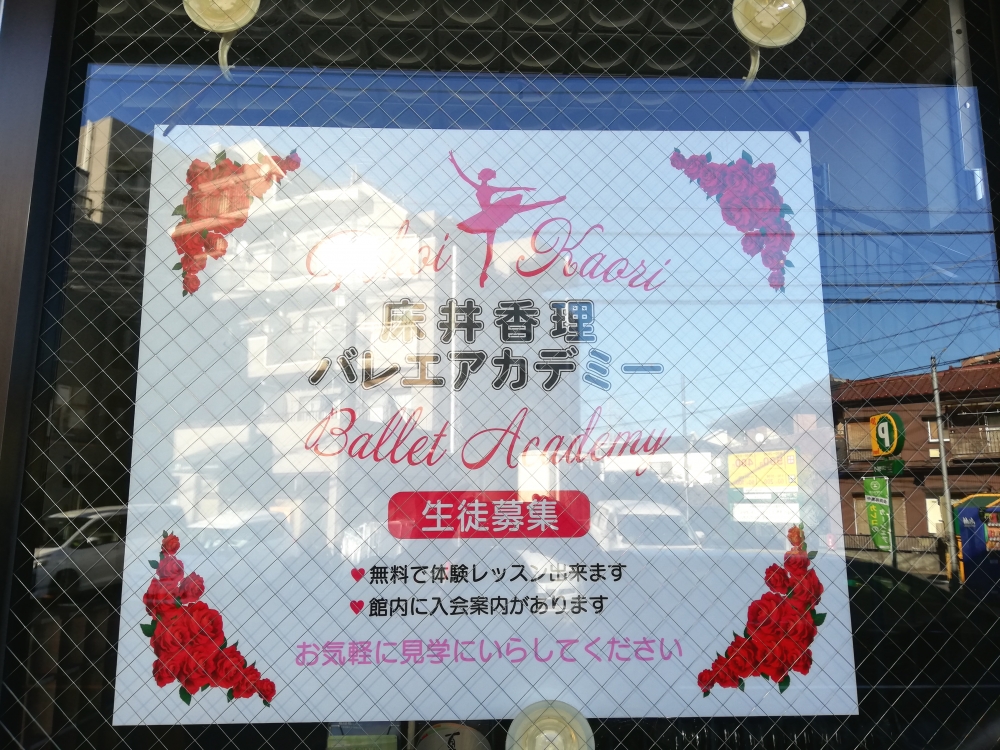 Kaori
床井香理
バレエアカデミー
Ballet Academy
生徒募集
♥無料で体験レッスン出来ます
♥館内に入会案内があります
お気軽に見学にいらしてください
P